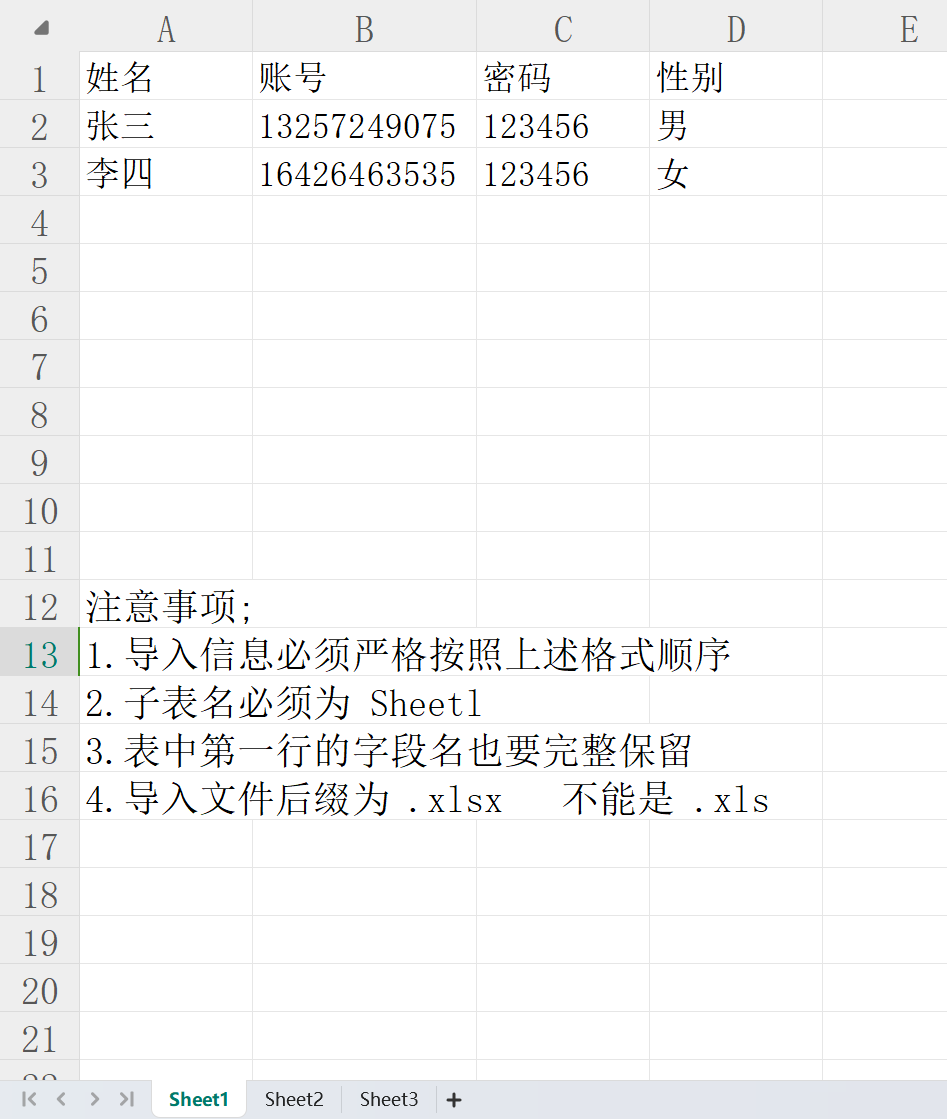 A B C D E
1 姓名 账号 密码 性别
2 张三 13257249075 123456 男
3 李四 16426463535 123456 女
4
5
6
7
8
9
10
11
12 注意事项;
13 1.导入信息必须严格按照上述格式顺序
14 2.子表名必须为 Sheet1
15 3.表中第一行的字段名也要完整保留
16 4.导入文件后缀为 .xlsx 不能是 .xls
17
18
19
20
21
22
Sheet1 Sheet2 Sheet3 +